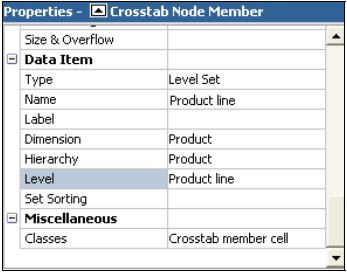 Properties - Crosstab Node Member
Size & Overflow
Data Item
Type Level Set
Name Product line
Label
Dimension Product
Hierarchy Product
Level Product line
Set Sorting
Miscellaneous
Classes Crosstab member cell